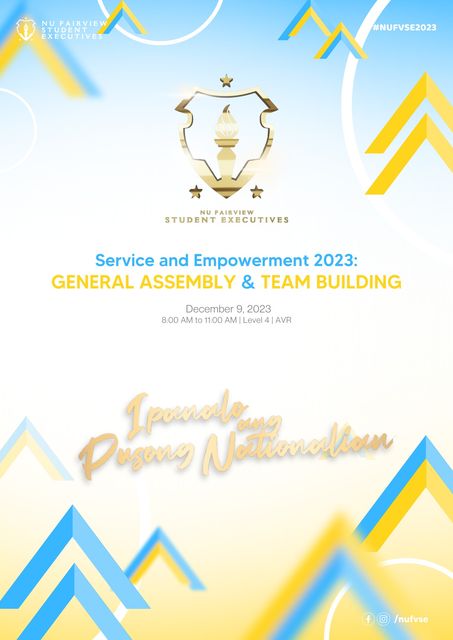 NU FAIRVIEW
STUDENT
EXECUTIVES
#NUFVSE2023
NU FAIRVIEW
STUDENT EXECUTIVES
Service and Empowerment 2023:
GENERAL ASSEMBLY & TEAM BUILDING
December 9, 2023
8:00 AM to 11:00 AM | Level 4 | AVR
Ipanalo
ang
Pusong Nationalian
/nufvse